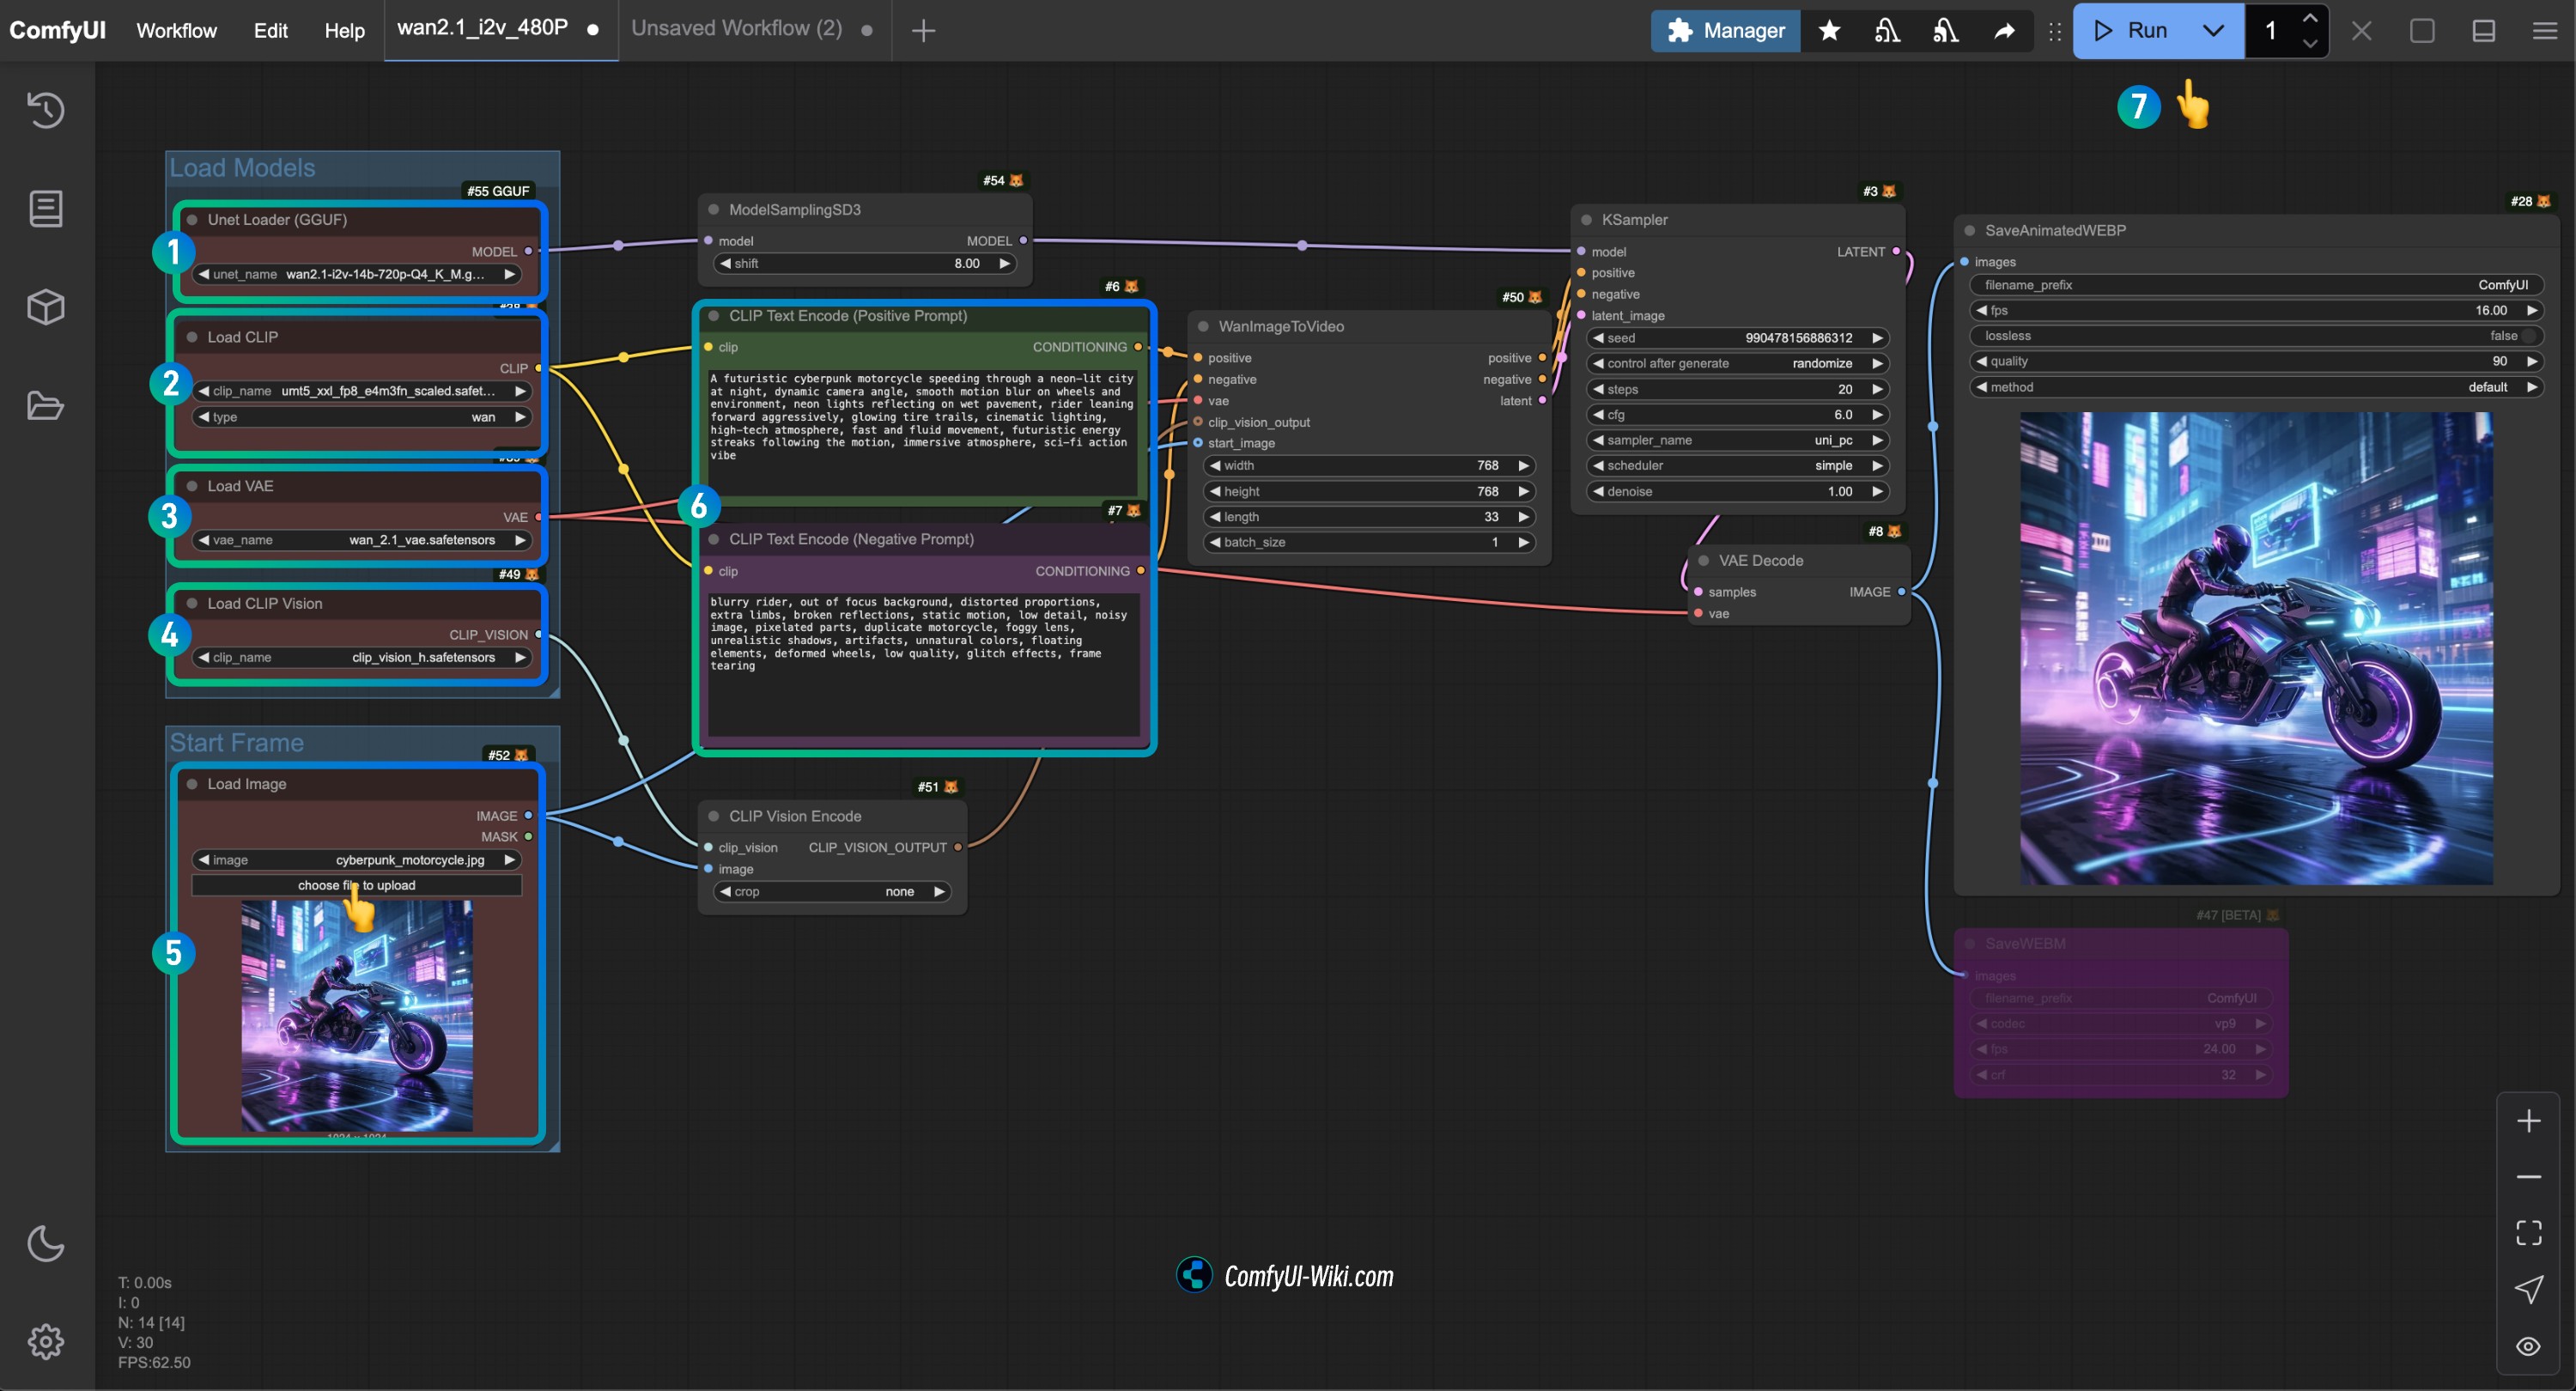 ComfyUI
Workflow
Edit
Help
wan2.1_i2v_480P
Unsaved Workflow (2)
Manager
Run
1
7
Load Models
#55 GGUF
Unet Loader (GGUF)
MODEL
unet_name wan2.1-i2v-14b-720p-Q4_K_M.g...
1
Load CLIP
CLIP
clip_name umt5_xxl_fp8_e4m3fn_scaled.safet...
type wan
2
Load VAE
VAE
vae_name wan_2.1_vae.safetensors
3
#49
Load CLIP Vision
CLIP_VISION
clip_name clip_vision_h.safetensors
4
Start Frame
#52
Load Image
IMAGE
MASK
image cyberpunk_motorcycle.jpg
choose file to upload
5
1024 x 1024
#54
ModelSamplingSD3
model MODEL
shift 8.00
#6
CLIP Text Encode (Positive Prompt)
clip CONDITIONING
A futuristic cyberpunk motorcycle speeding through a neon-lit city
at night, dynamic camera angle, smooth motion blur on wheels and
environment, neon lights reflecting on wet pavement, rider leaning
forward aggressively, glowing tire trails, cinematic lighting,
high-tech atmosphere, fast and fluid movement, futuristic energy
streaks following the motion, immersive atmosphere, sci-fi action
vibe
6
#7
CLIP Text Encode (Negative Prompt)
clip CONDITIONING
blurry rider, out of focus background, distorted proportions,
extra limbs, broken reflections, static motion, low detail, noisy
image, pixelated parts, duplicate motorcycle, foggy lens,
unrealistic shadows, artifacts, unnatural colors, floating
elements, deformed wheels, low quality, glitch effects, frame
tearing
#51
CLIP Vision Encode
clip_vision CLIP_VISION_OUTPUT
image
crop none
#50
WanImageToVideo
positive positive
negative negative
vae latent
clip_vision_output
start_image
width 768
height 768
length 33
batch_size 1
#3
KSampler
model LATENT
positive
negative
latent_image
seed 990478156886312
control after generate randomize
steps 20
cfg 6.0
sampler_name uni_pc
scheduler simple
denoise 1.00
#8
VAE Decode
samples IMAGE
vae
#28
SaveAnimatedWEBP
images
filename_prefix ComfyUI
fps 16.00
lossless false
quality 90
method default
#47 [BETA]
SaveWEBM
images
filename_prefix ComfyUI
codec vp9
fps 24.00
crf 32
ComfyUI-Wiki.com
T: 0.00s
I: 0
N: 14 [14]
V: 30
FPS:62.50